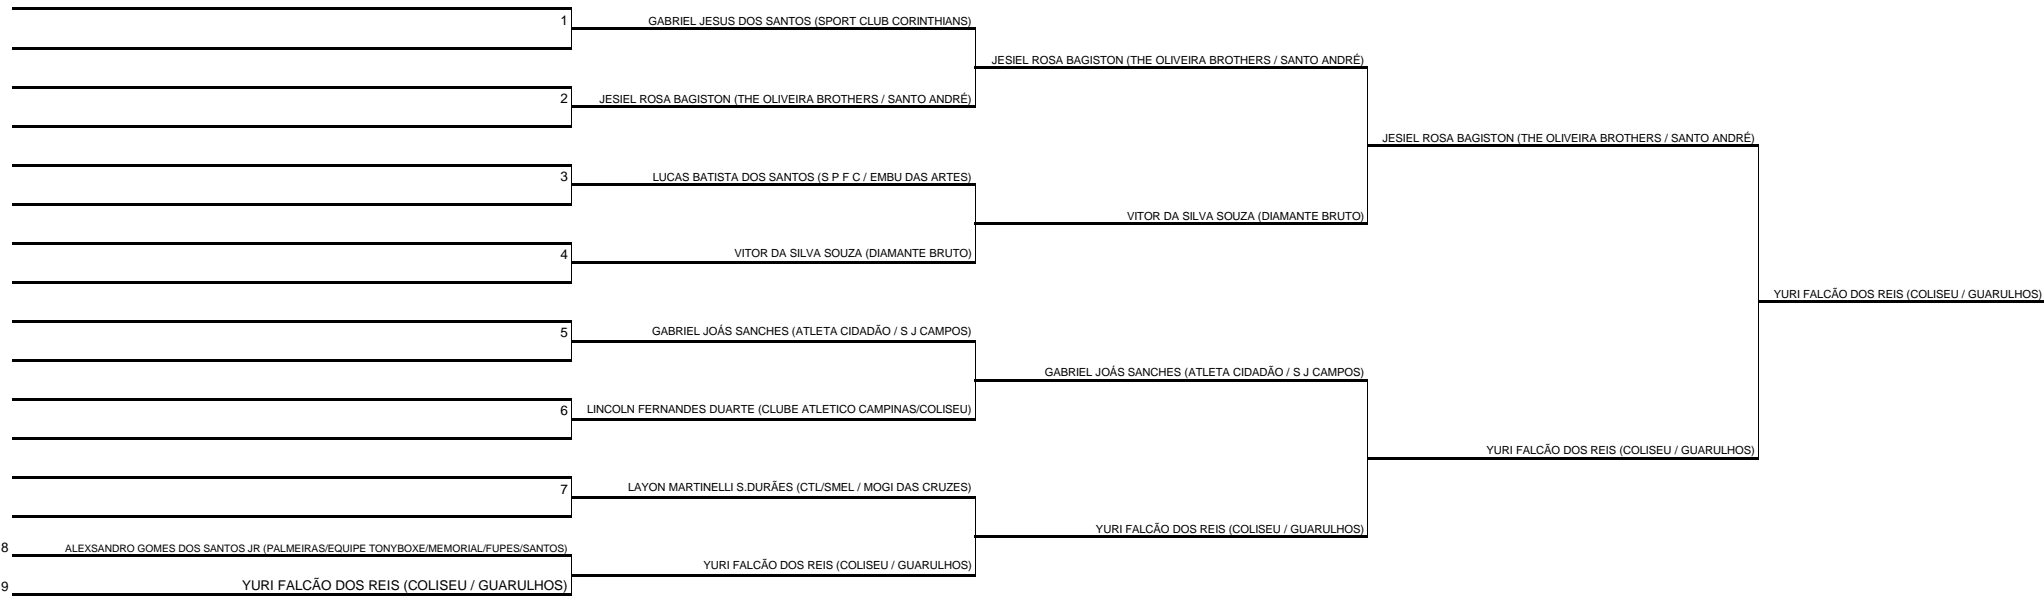 1 GABRIEL JESUS DOS SANTOS (SPORT CLUB CORINTHIANS)
JESIEL ROSA BAGISTON (THE OLIVEIRA BROTHERS / SANTO ANDRÉ)
2 JESIEL ROSA BAGISTON (THE OLIVEIRA BROTHERS / SANTO ANDRÉ)
JESIEL ROSA BAGISTON (THE OLIVEIRA BROTHERS / SANTO ANDRÉ)
3 LUCAS BATISTA DOS SANTOS (S P F C / EMBU DAS ARTES)
VITOR DA SILVA SOUZA (DIAMANTE BRUTO)
4 VITOR DA SILVA SOUZA (DIAMANTE BRUTO)
YURI FALCÃO DOS REIS (COLISEU / GUARULHOS)
5 GABRIEL JOÁS SANCHES (ATLETA CIDADÃO / S J CAMPOS)
GABRIEL JOÁS SANCHES (ATLETA CIDADÃO / S J CAMPOS)
6 LINCOLN FERNANDES DUARTE (CLUBE ATLETICO CAMPINAS/COLISEU)
YURI FALCÃO DOS REIS (COLISEU / GUARULHOS)
7 LAYON MARTINELLI S.DURÃES (CTL/SMEL / MOGI DAS CRUZES)
YURI FALCÃO DOS REIS (COLISEU / GUARULHOS)
8 ALEXSANDRO GOMES DOS SANTOS JR (PALMEIRAS/EQUIPE TONYBOXE/MEMORIAL/FUPES/SANTOS)
YURI FALCÃO DOS REIS (COLISEU / GUARULHOS)
9 YURI FALCÃO DOS REIS (COLISEU / GUARULHOS)